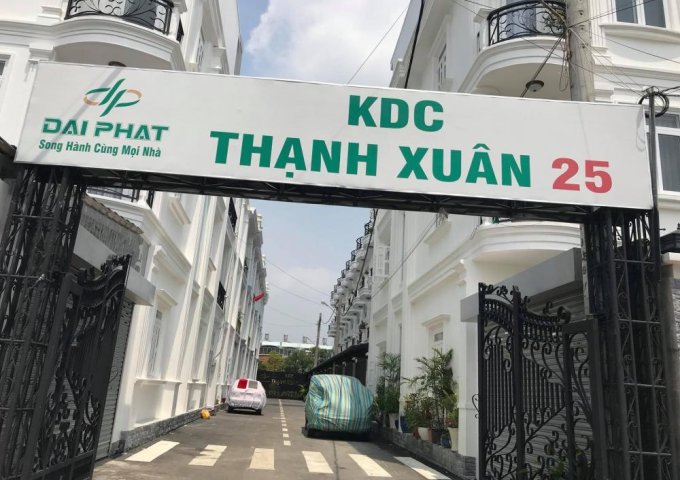 DAI PHAT
Song Hành Cùng Mọi Nhà
KDC
THẠNH XUÂN 25